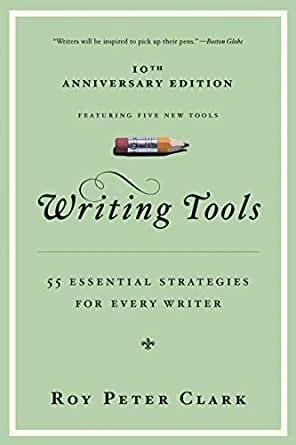 "Writers will be inspired to pick up their pens." —Boston Globe
10TH
ANNIVERSARY EDITION
FEATURING FIVE NEW TOOLS
Writing Tools
55 ESSENTIAL STRATEGIES
FOR EVERY WRITER
ROY PETER CLARK